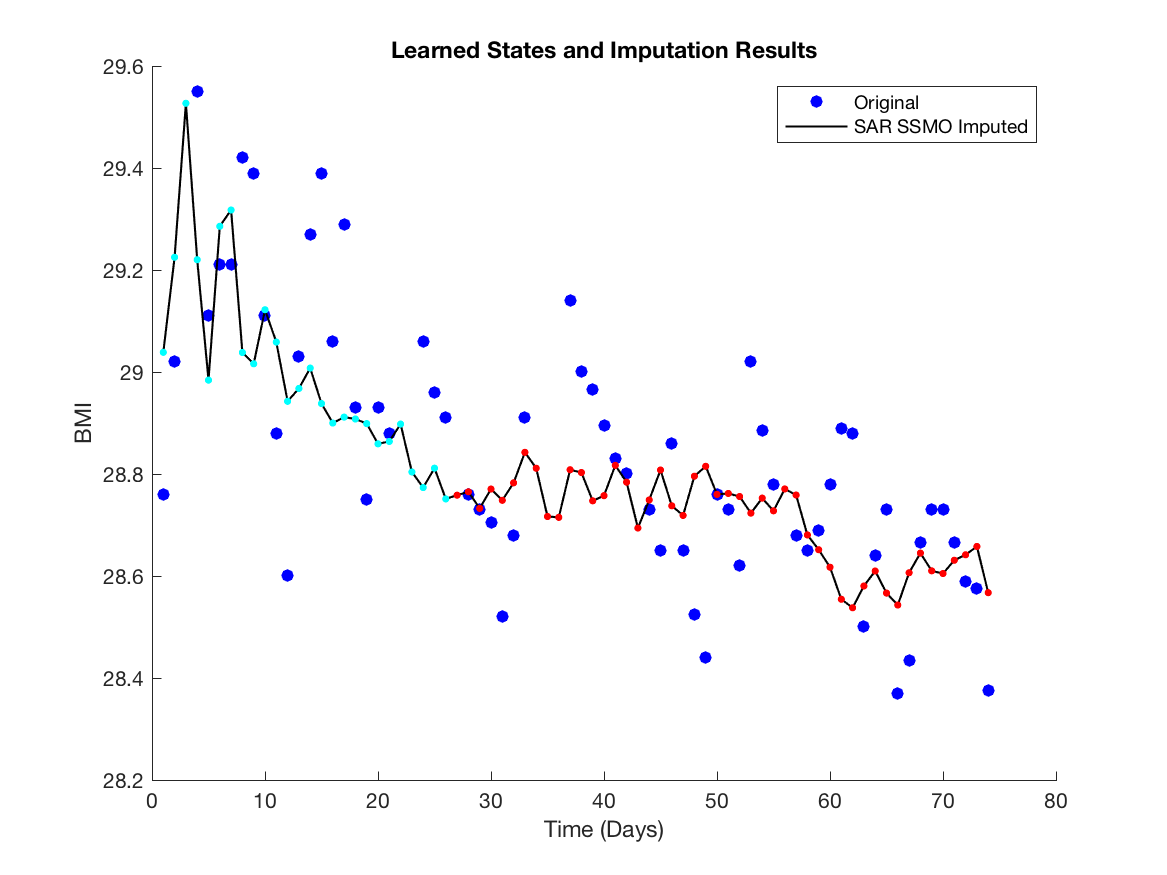 Learned States and Imputation Results
29.6
29.4
29.2
29
28.8
28.6
28.4
28.2
BMI
Original
SAR SSMO Imputed
0 10 20 30 40 50 60 70 80
Time (Days)